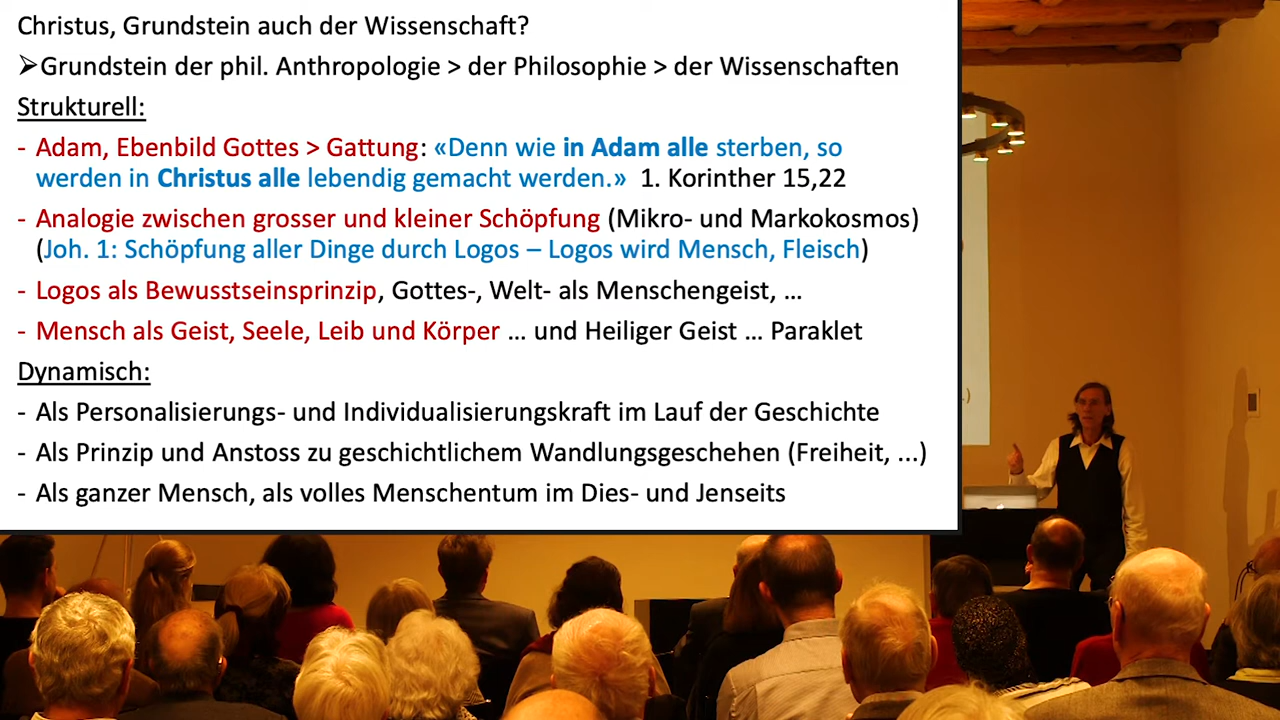 Christus, Grundstein auch der Wissenschaft?
➢Grundstein der phil. Anthropologie > der Philosophie > der Wissenschaften
Strukturell:
- Adam, Ebenbild Gottes > Gattung: «Denn wie in Adam alle sterben, so
werden in Christus alle lebendig gemacht werden.» 1. Korinther 15,22
- Analogie zwischen grosser und kleiner Schöpfung (Mikro- und Markokosmos)
(Joh. 1: Schöpfung aller Dinge durch Logos – Logos wird Mensch, Fleisch)
- Logos als Bewusstseinsprinzip, Gottes-, Welt- als Menschengeist, ...
- Mensch als Geist, Seele, Leib und Körper ... und Heiliger Geist ... Paraklet
Dynamisch:
- Als Personalisierungs- und Individualisierungskraft im Lauf der Geschichte
- Als Prinzip und Anstoss zu geschichtlichem Wandlungsgeschehen (Freiheit, ...)
- Als ganzer Mensch, als volles Menschentum im Dies- und Jenseits